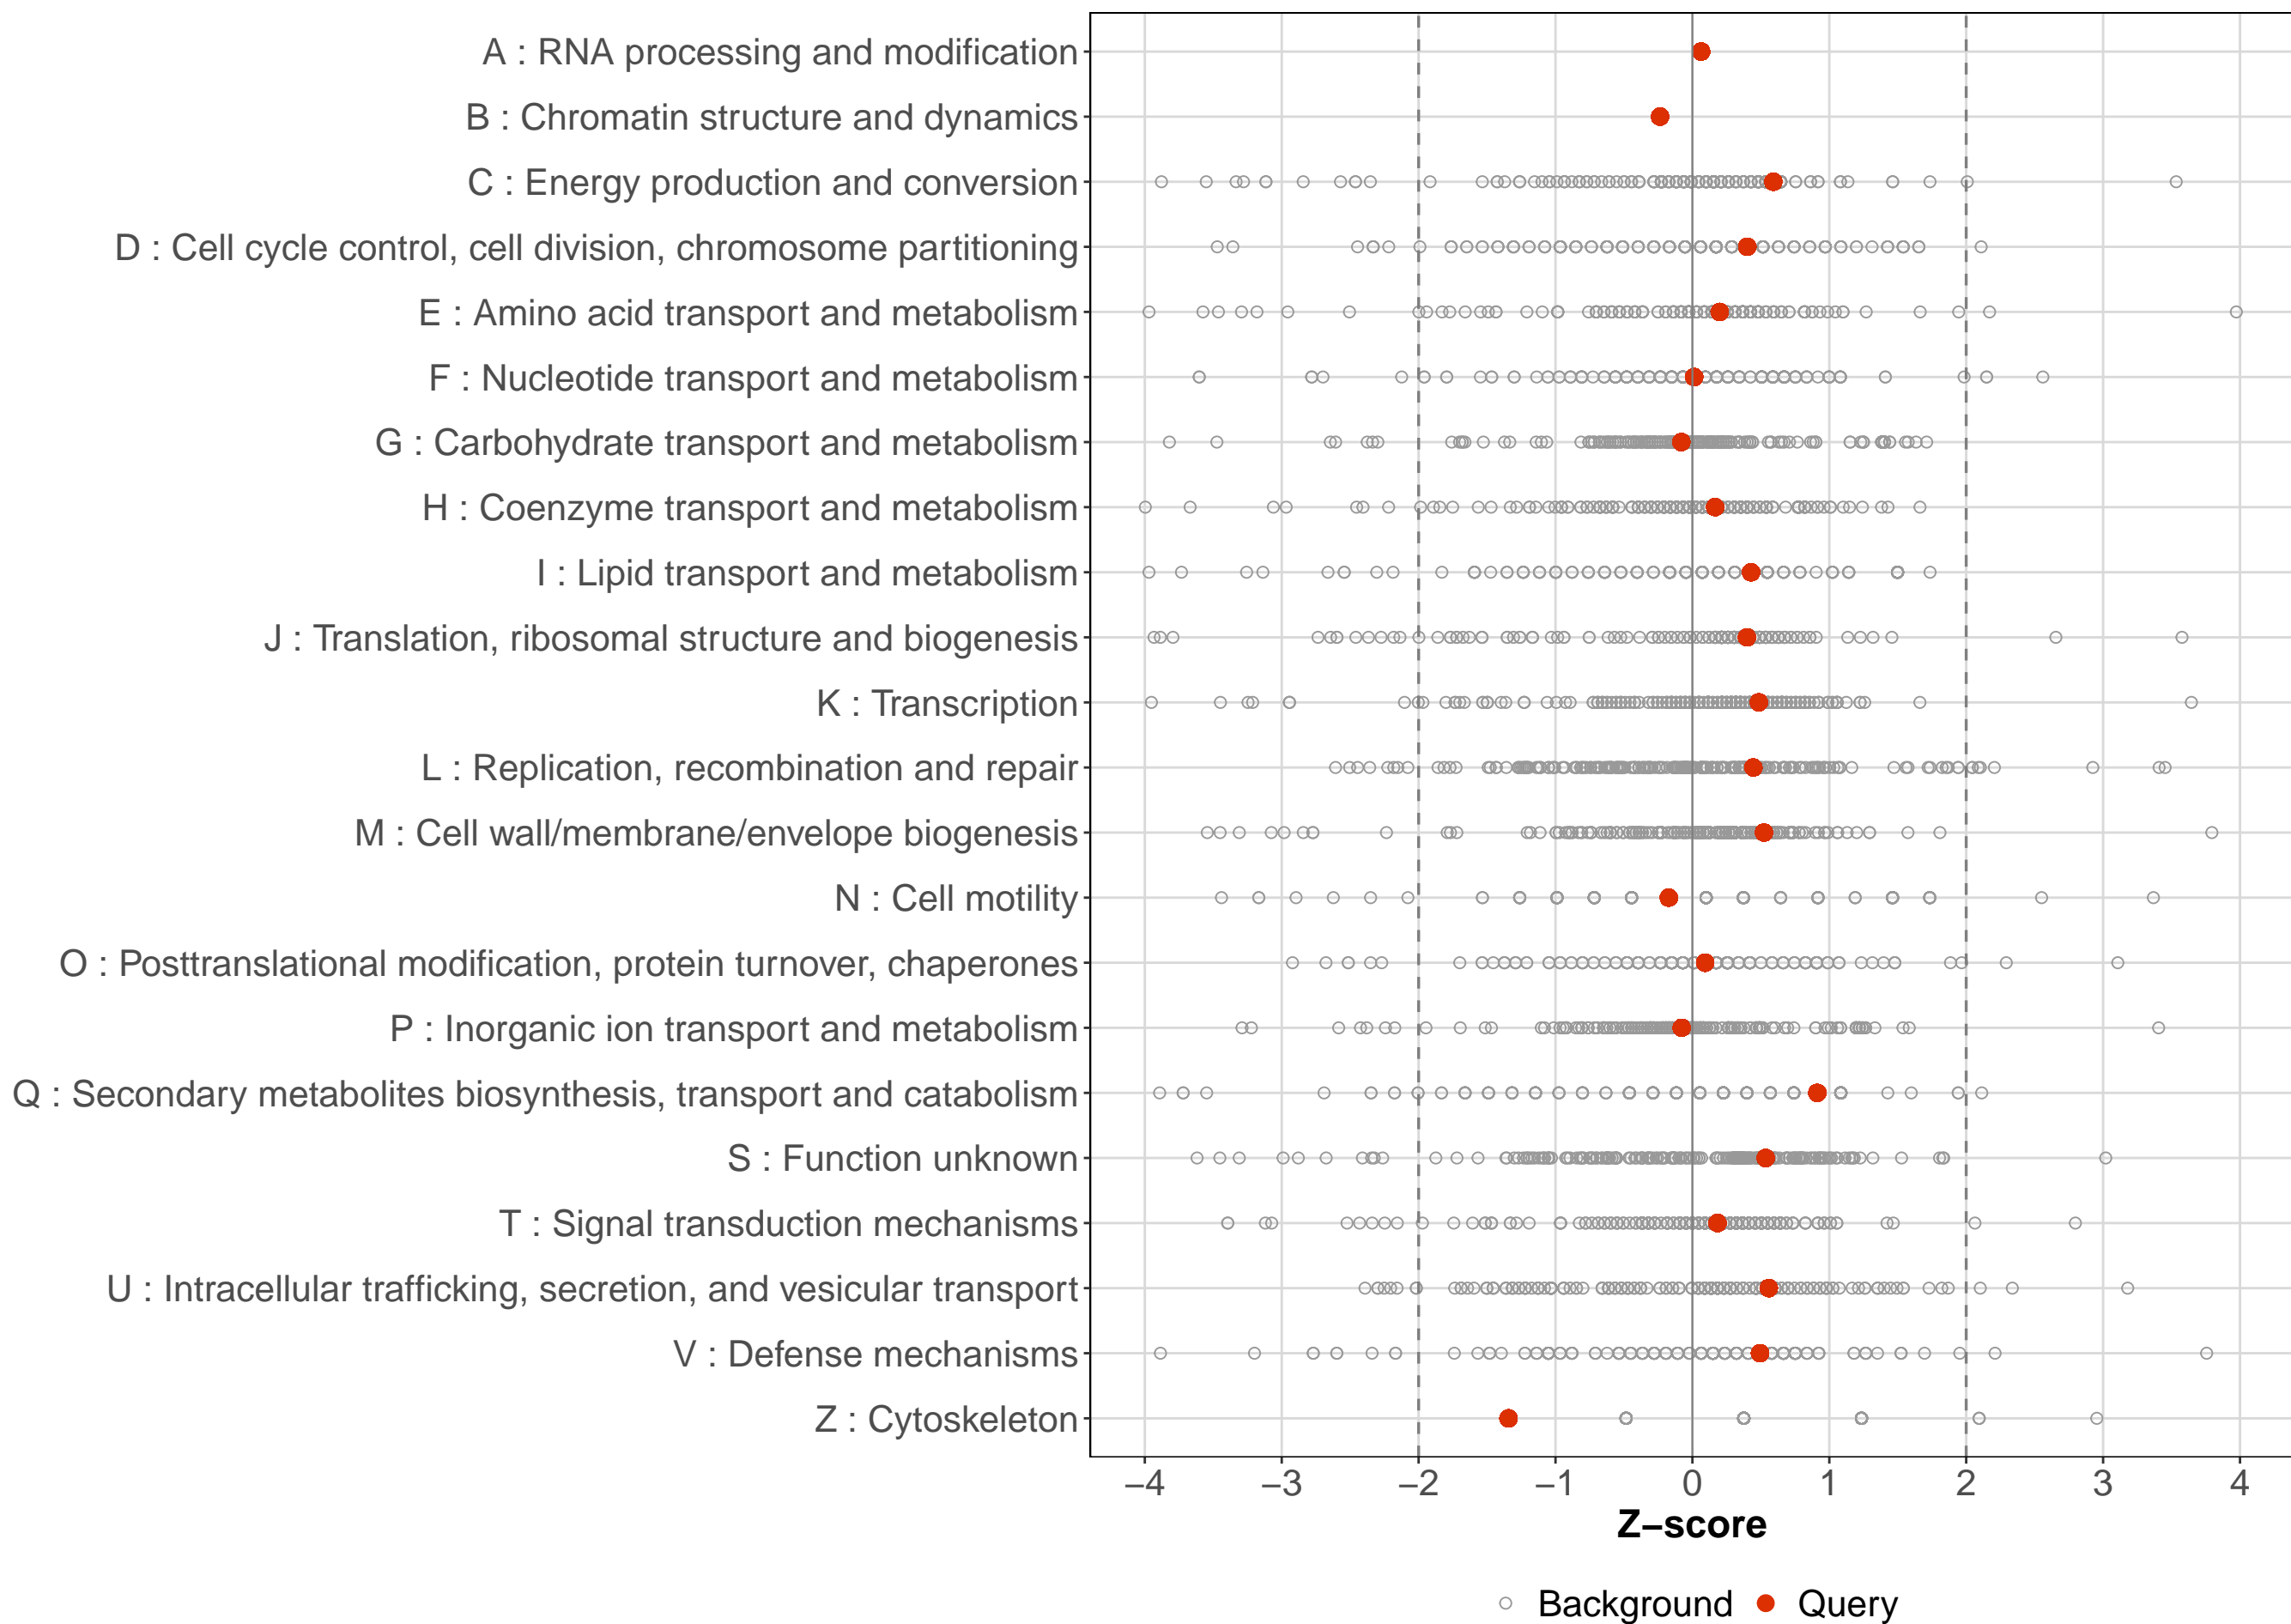 A : RNA processing and modification
B : Chromatin structure and dynamics
C : Energy production and conversion
D : Cell cycle control, cell division, chromosome partitioning
E : Amino acid transport and metabolism
F : Nucleotide transport and metabolism
G : Carbohydrate transport and metabolism
H : Coenzyme transport and metabolism
I : Lipid transport and metabolism
J : Translation, ribosomal structure and biogenesis
K : Transcription
L : Replication, recombination and repair
M : Cell wall/membrane/envelope biogenesis
N : Cell motility
O : Posttranslational modification, protein turnover, chaperones
P : Inorganic ion transport and metabolism
Q : Secondary metabolites biosynthesis, transport and catabolism
S : Function unknown
T : Signal transduction mechanisms
U : Intracellular trafficking, secretion, and vesicular transport
V : Defense mechanisms
Z : Cytoskeleton
−4 −3 −2 −1 0 1 2 3 4
Z−score
Background Query